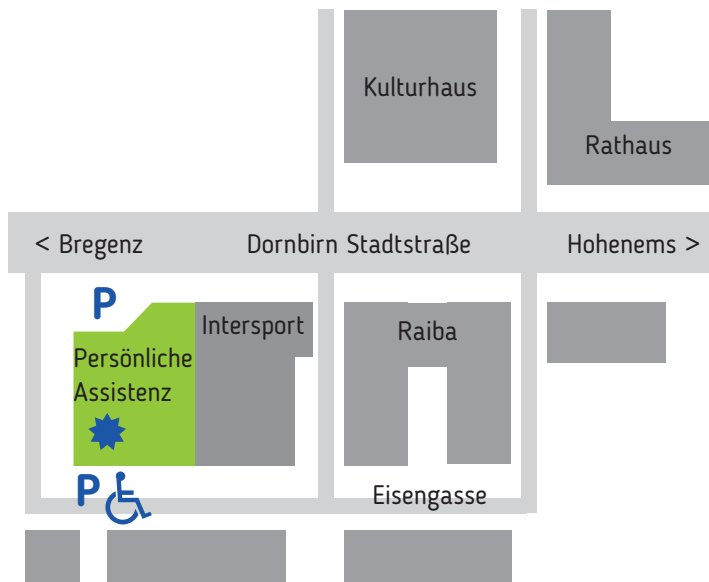 Kulturhaus
Rathaus
< Bregenz Dornbirn Stadtstraße Hohenems >
P
Intersport
Raiba
Persönliche
Assistenz
P
Eisengasse